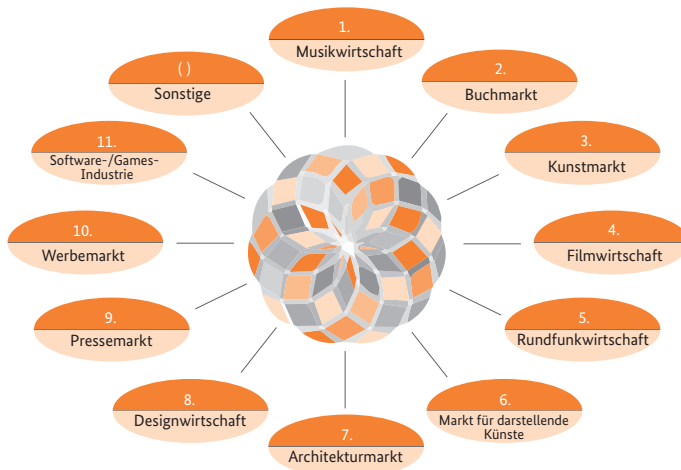 1.
Musikwirtschaft
2.
Buchmarkt
3.
Kunstmarkt
4.
Filmwirtschaft
5.
Rundfunkwirtschaft
6.
Markt für darstellende
Künste
7.
Architekturmarkt
8.
Designwirtschaft
9.
Pressemarkt
10.
Werbemarkt
11.
Software-/Games-
Industrie
( )
Sonstige